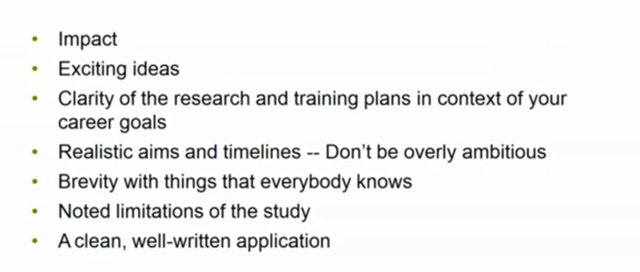 • Impact
• Exciting ideas
• Clarity of the research and training plans in context of your
career goals
• Realistic aims and timelines -- Don't be overly ambitious
• Brevity with things that everybody knows
• Noted limitations of the study
• A clean, well-written application